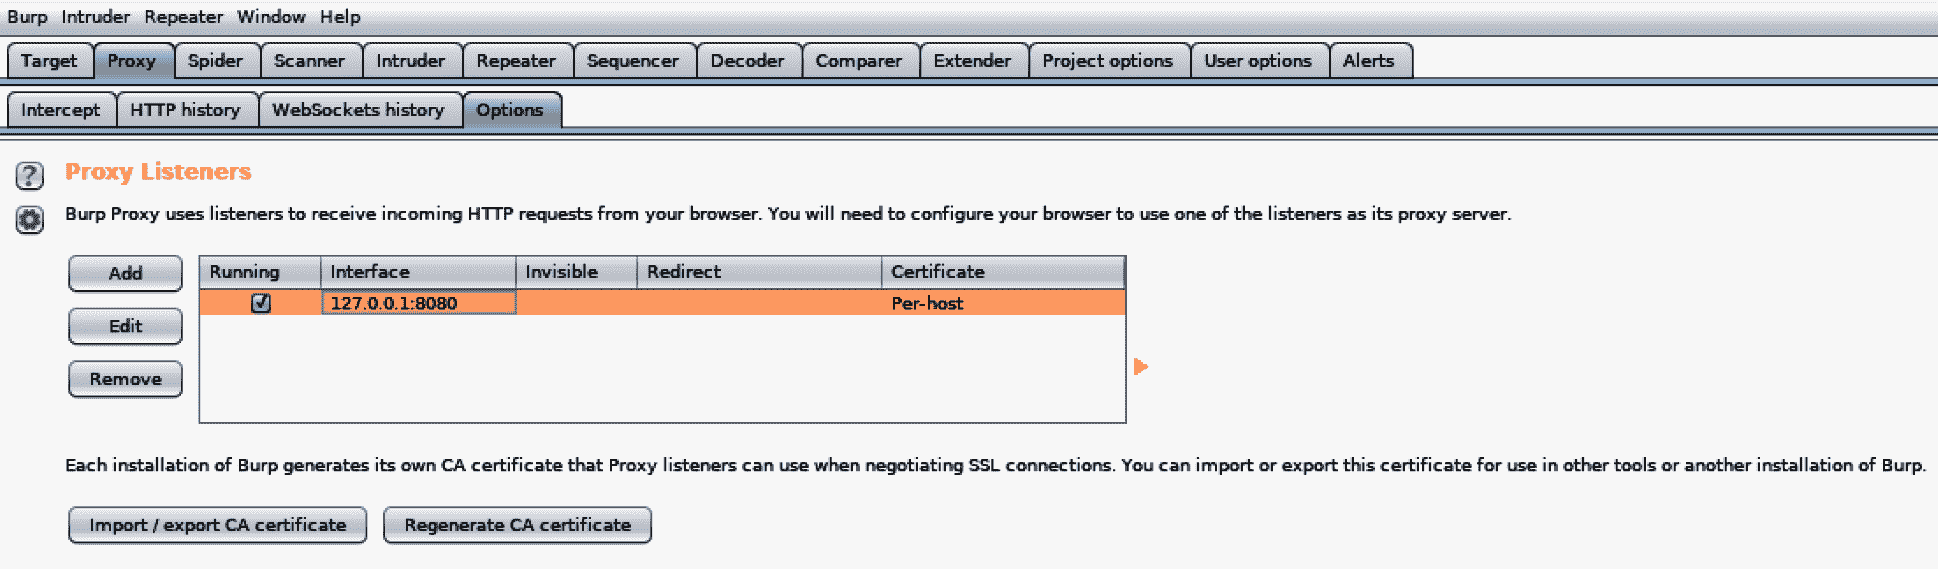 Burp Intruder Repeater Window Help
Target Proxy Spider Scanner Intruder Repeater Sequencer Decoder Comparer Extender Project options User options Alerts
Intercept HTTP history WebSockets history Options
? Proxy Listeners
Burp Proxy uses listeners to receive incoming HTTP requests from your browser. You will need to configure your browser to use one of the listeners as its proxy server.
Add Running Interface Invisible Redirect Certificate
127.0.0.1:8080 Per-host
Edit
Remove
Each installation of Burp generates its own CA certificate that Proxy listeners can use when negotiating SSL connections. You can import or export this certificate for use in other tools or another installation of Burp.
Import / export CA certificate Regenerate CA certificate